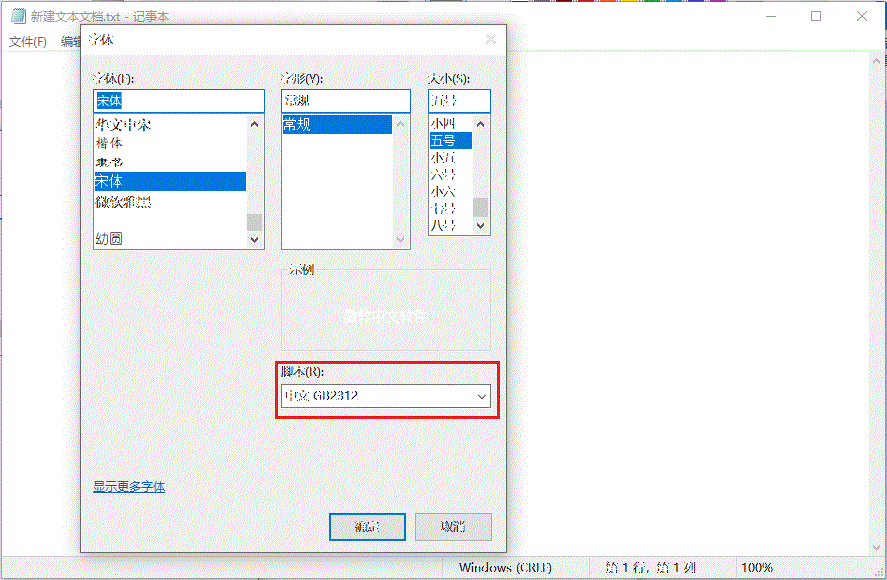 新建文本文档.txt - 记事本
文件(F) 编辑
字体
字体(F): 字形(Y): 大小(S):
宋体 常规 五号
华文中宋 常规 小四
楷体 五号
隶书 小五
宋体 六号
微软雅黑 小六
七号
幼圆 八号
示例
微软中文软件
脚本(R):
中文 GB2312
显示更多字体
确定 取消
Windows (CRLF) 第 1 行，第 1 列 100%